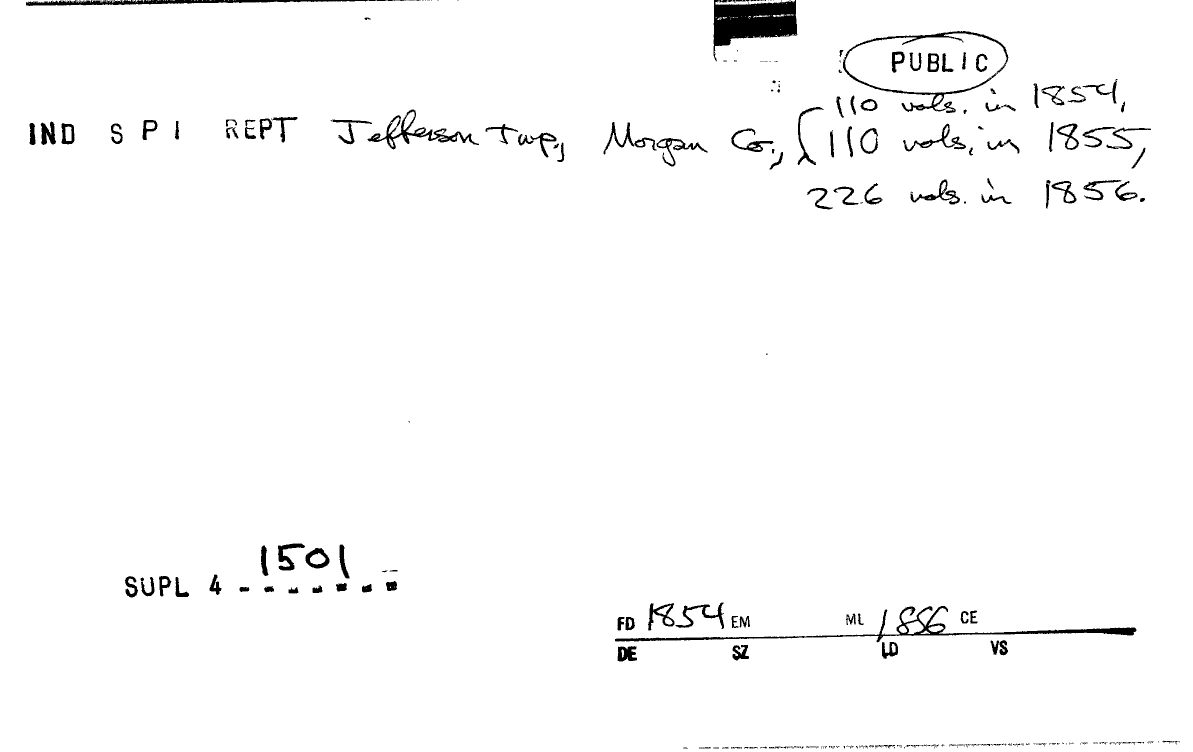 PUBLIC
110 vols. in 1854,
IND S P I REPT Jefferson Twp., Morgan Co., 110 vols. in 1855,
226 vols. in 1856.
1501
SUPL 4
FD 1854 EM ML 1856 CE
DE SZ LD VS